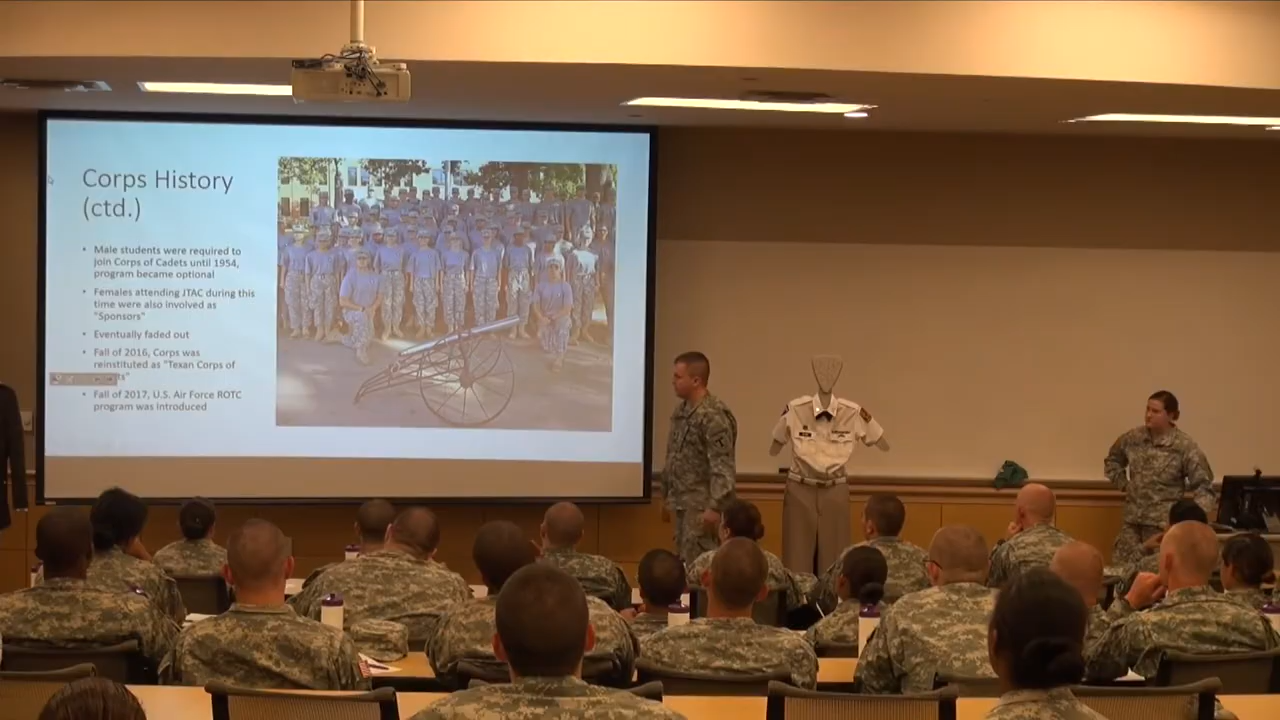 Corps History
(ctd.)
• Male students were required to
join Corps of Cadets until 1954,
program became optional
• Females attending JTAC during this
time were also involved as
"Sponsors"
• Eventually faded out
• Fall of 2016, Corps was
reinstituted as "Texan Corps of
ts"
• Fall of 2017, U.S. Air Force ROTC
program was introduced